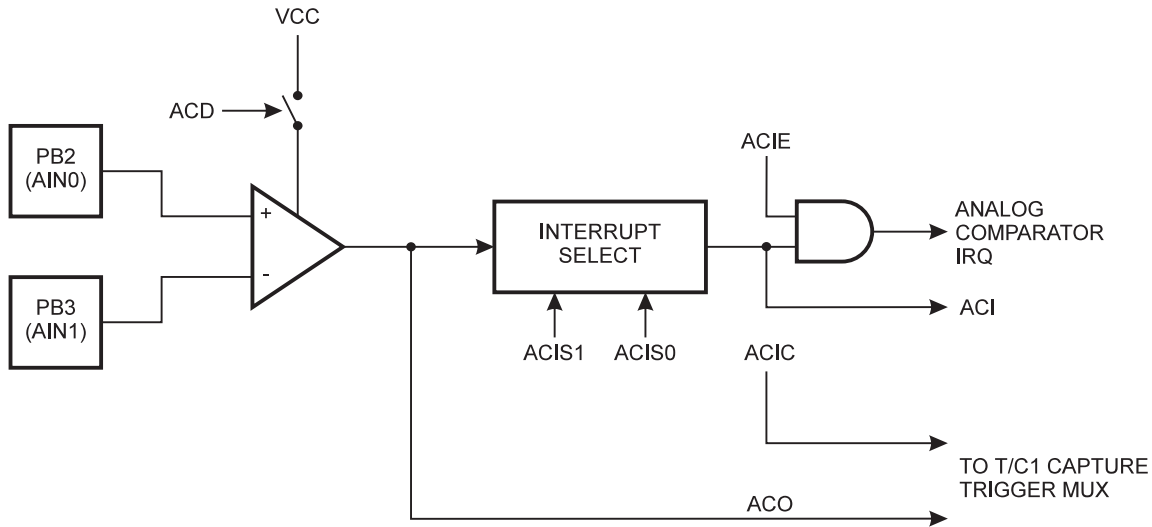 VCC
ACD
PB2
(AIN0)
+
-
PB3
(AIN1)
INTERRUPT
SELECT
ACIS1
ACIS0
ACIE
ANALOG
COMPARATOR
IRQ
ACI
ACIC
TO T/C1 CAPTURE
TRIGGER MUX
ACO